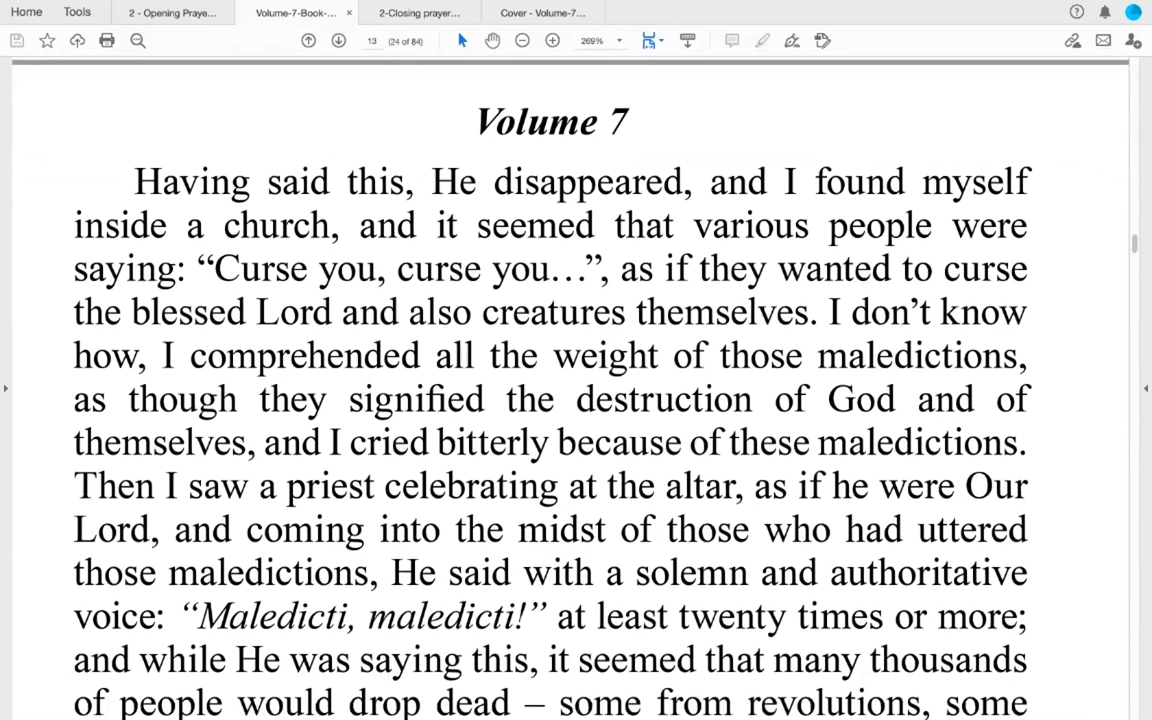 Home Tools 2 - Opening Praye... Volume-7-Book-... × 2-Closing prayer... Cover - Volume-7...
13 (24 of 84) 269%
Volume 7
Having said this, He disappeared, and I found myself
inside a church, and it seemed that various people were
saying: “Curse you, curse you…”, as if they wanted to curse
the blessed Lord and also creatures themselves. I don’t know
how, I comprehended all the weight of those maledictions,
as though they signified the destruction of God and of
themselves, and I cried bitterly because of these maledictions.
Then I saw a priest celebrating at the altar, as if he were Our
Lord, and coming into the midst of those who had uttered
those maledictions, He said with a solemn and authoritative
voice: “Maledicti, maledicti!” at least twenty times or more;
and while He was saying this, it seemed that many thousands
of people would drop dead – some from revolutions, some